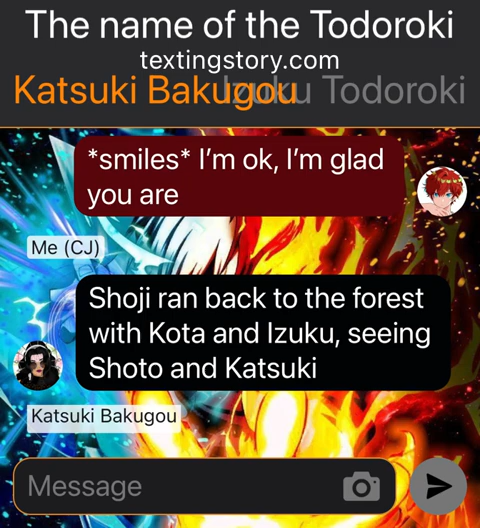 The name of the Todoroki
textingstory.com
Katsuki Bakugou Izuku Todoroki
*smiles* I’m ok, I’m glad
you are
Me (CJ)
Shoji ran back to the forest
with Kota and Izuku, seeing
Shoto and Katsuki
Katsuki Bakugou
Message